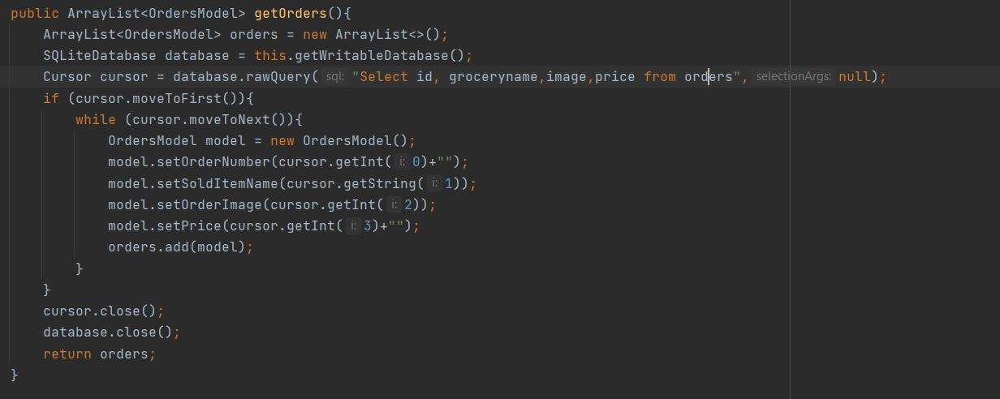 public ArrayList<OrdersModel> getOrders(){
    ArrayList<OrdersModel> orders = new ArrayList<>();
    SQLiteDatabase database = this.getWritableDatabase();
    Cursor cursor = database.rawQuery( sql: "Select id, groceryname,image,price from orders", selectionArgs: null);
    if (cursor.moveToFirst()){
        while (cursor.moveToNext()){
            OrdersModel model = new OrdersModel();
            model.setOrderNumber(cursor.getInt( i: 0)+"");
            model.setSoldItemName(cursor.getString( i: 1));
            model.setOrderImage(cursor.getInt( i: 2));
            model.setPrice(cursor.getInt( i: 3)+"");
            orders.add(model);
        }
    }
    cursor.close();
    database.close();
    return orders;
}